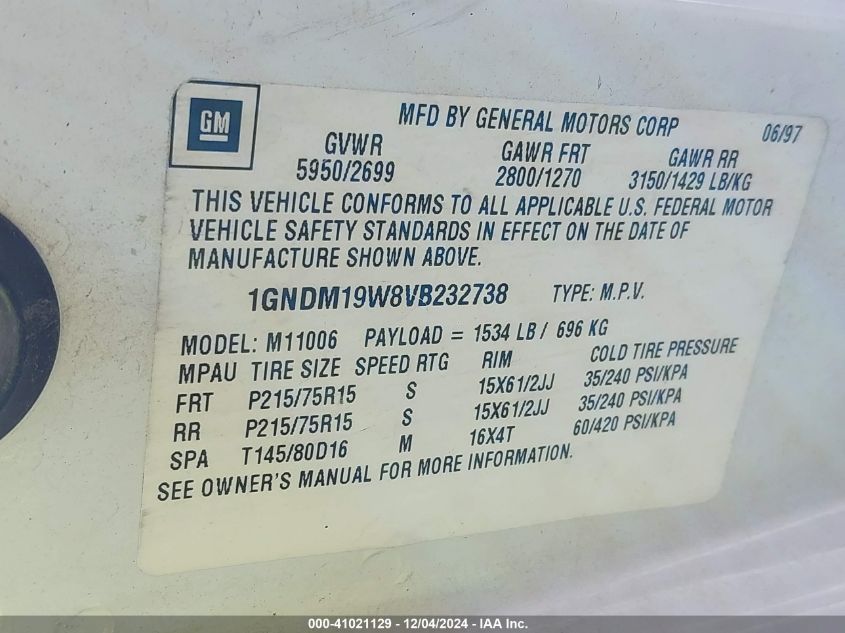 GM
MFD BY GENERAL MOTORS CORP 06/97
GVWR GAWR FRT GAWR RR
5950/2699 2800/1270 3150/1429 LB/KG
THIS VEHICLE CONFORMS TO ALL APPLICABLE U.S. FEDERAL MOTOR
VEHICLE SAFETY STANDARDS IN EFFECT ON THE DATE OF
MANUFACTURE SHOWN ABOVE.
1GNDM19W8VB232738 TYPE: M.P.V.
MODEL: M11006 PAYLOAD = 1534 LB/ 696 KG
MPAU TIRE SIZE SPEED RTG RIM COLD TIRE PRESSURE
FRT P215/75R15 S 15X61/2JJ 35/240 PSI/KPA
RR P215/75R15 S 15X61/2JJ 35/240 PSI/KPA
SPA T145/80D16 M 16X4T 60/420 PSI/KPA
SEE OWNER'S MANUAL FOR MORE INFORMATION.
000-41021129 - 12/04/2024 - IAA Inc.